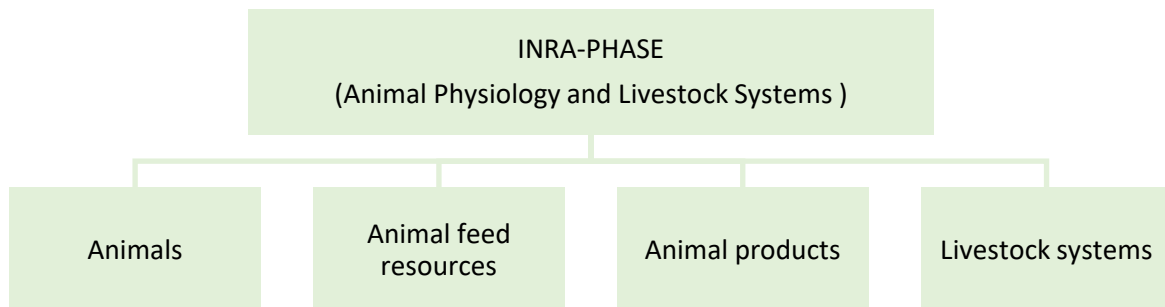 INRA-PHASE
(Animal Physiology and Livestock Systems )
Animals
Animal feed
resources
Animal products
Livestock systems